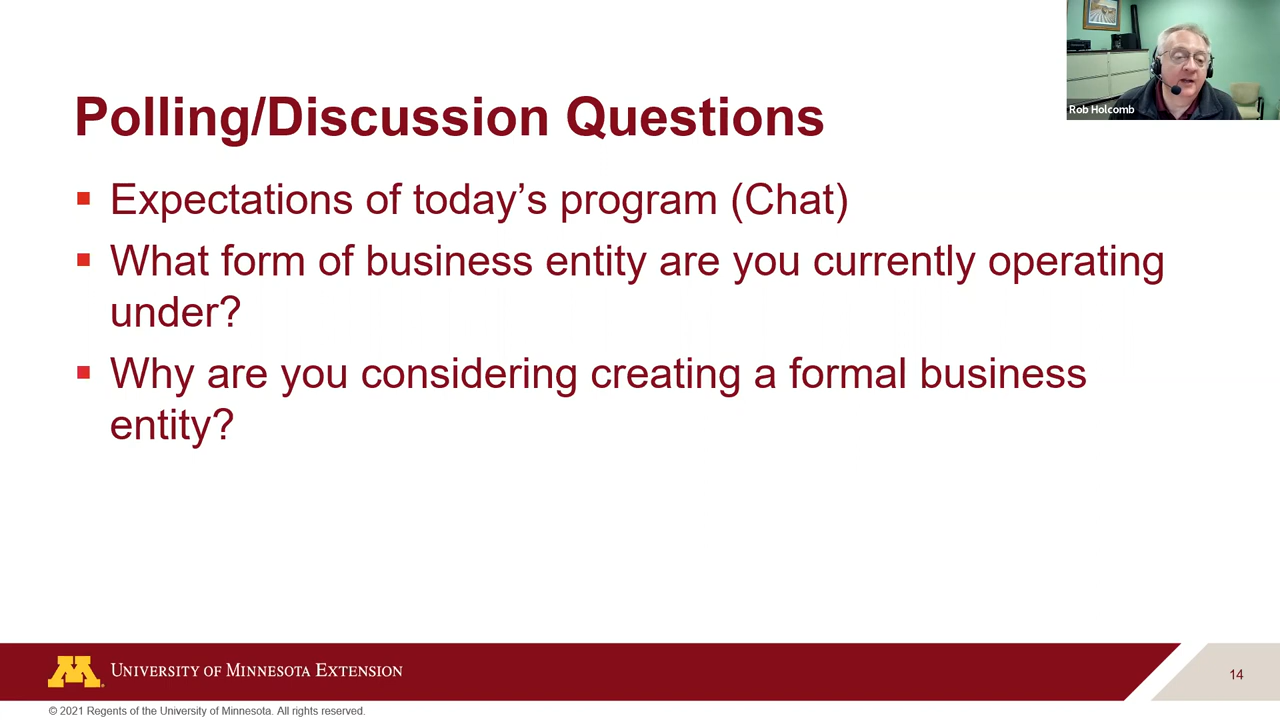 Rob Holcomb
Polling/Discussion Questions
▪ Expectations of today’s program (Chat)
▪ What form of business entity are you currently operating
under?
▪ Why are you considering creating a formal business
entity?
UNIVERSITY OF MINNESOTA EXTENSION
14
© 2021 Regents of the University of Minnesota. All rights reserved.